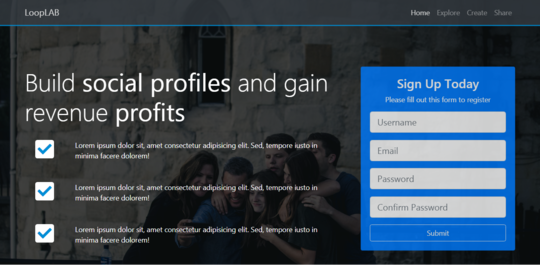 LoopLAB
Home Explore Create Share
Build social profiles and gain
revenue profits
Lorem ipsum dolor sit, amet consectetur adipisicing elit. Sed, tempore iusto in
minima facere dolorem!
Lorem ipsum dolor sit, amet consectetur adipisicing elit. Sed, tempore iusto in
minima facere dolorem!
Lorem ipsum dolor sit, amet consectetur adipisicing elit. Sed, tempore iusto in
minima facere dolorem!
Sign Up Today
Please fill out this form to register
Username
Email
Password
Confirm Password
Submit